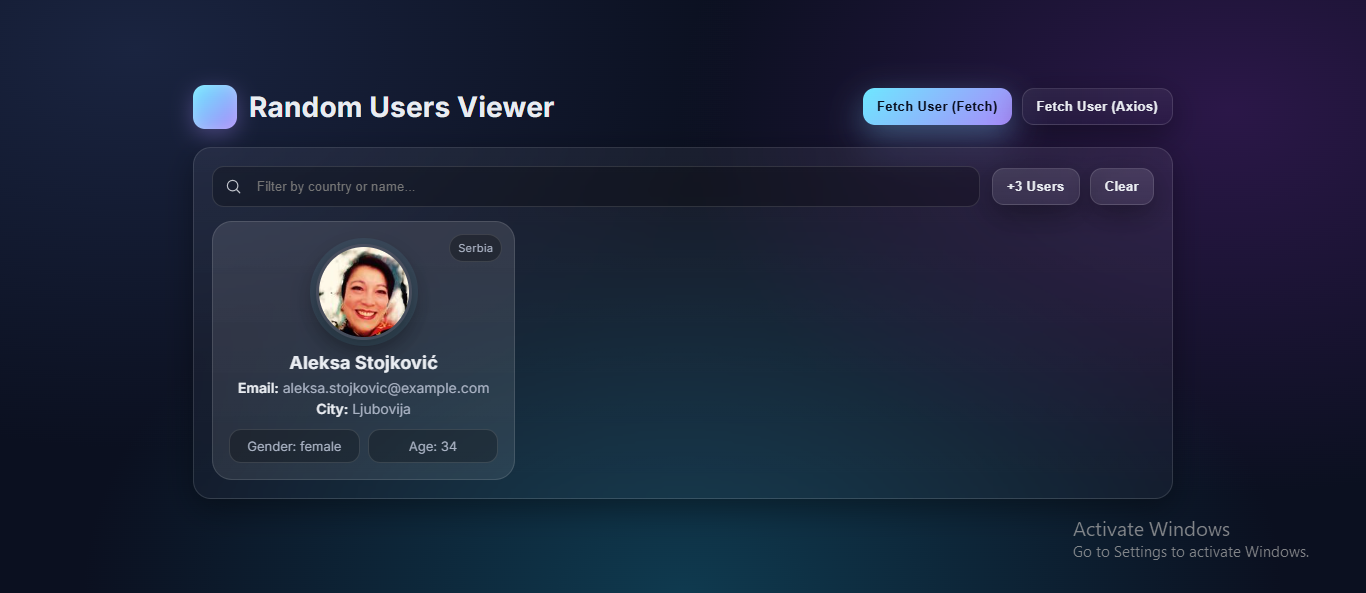 Random Users Viewer
Fetch User (Fetch)
Fetch User (Axios)
Filter by country or name...
+3 Users
Clear
Serbia
Aleksa Stojković
Email: aleksa.stojkovic@example.com
City: Ljubovija
Gender: female
Age: 34
Activate Windows
Go to Settings to activate Windows.